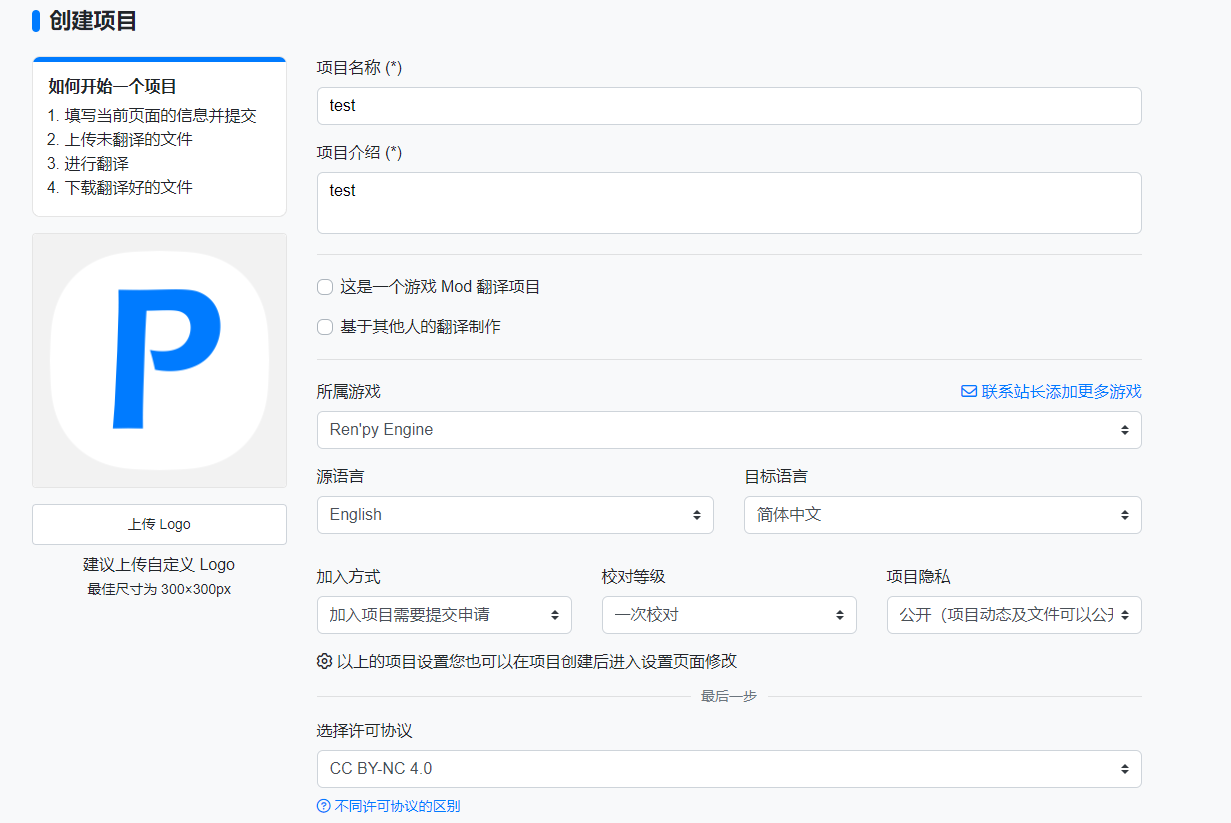 创建项目
如何开始一个项目
1. 填写当前页面的信息并提交
2. 上传未翻译的文件
3. 进行翻译
4. 下载翻译好的文件
P
上传 Logo
建议上传自定义 Logo
最佳尺寸为 300×300px
项目名称 (*)
test
项目介绍 (*)
test
这是一个游戏 Mod 翻译项目
基于其他人的翻译制作
所属游戏
联系站长添加更多游戏
Ren'py Engine
源语言
目标语言
English
简体中文
加入方式
校对等级
项目隐私
加入项目需要提交申请
一次校对
公开（项目动态及文件可以公开
以上的项目设置您也可以在项目创建后进入设置页面修改
最后一步
选择许可协议
CC BY-NC 4.0
不同许可协议的区别